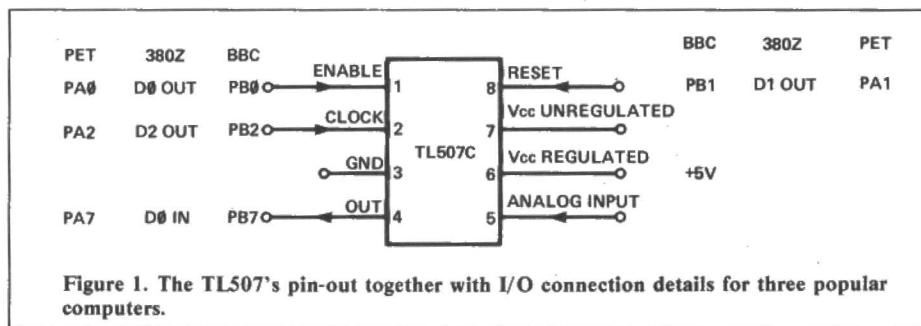 PET 380Z BBC
BBC 380Z PET
PAØ DØ OUT PBØ ENABLE 1
8 RESET PB1 D1 OUT PA1
PA2 D2 OUT PB2 CLOCK 2
7 Vcc UNREGULATED
TL507C
GND 3
6 Vcc REGULATED +5V
PA7 DØ IN PB7 OUT 4
5 ANALOG INPUT
Figure 1. The TL507's pin-out together with I/O connection details for three popular
computers.